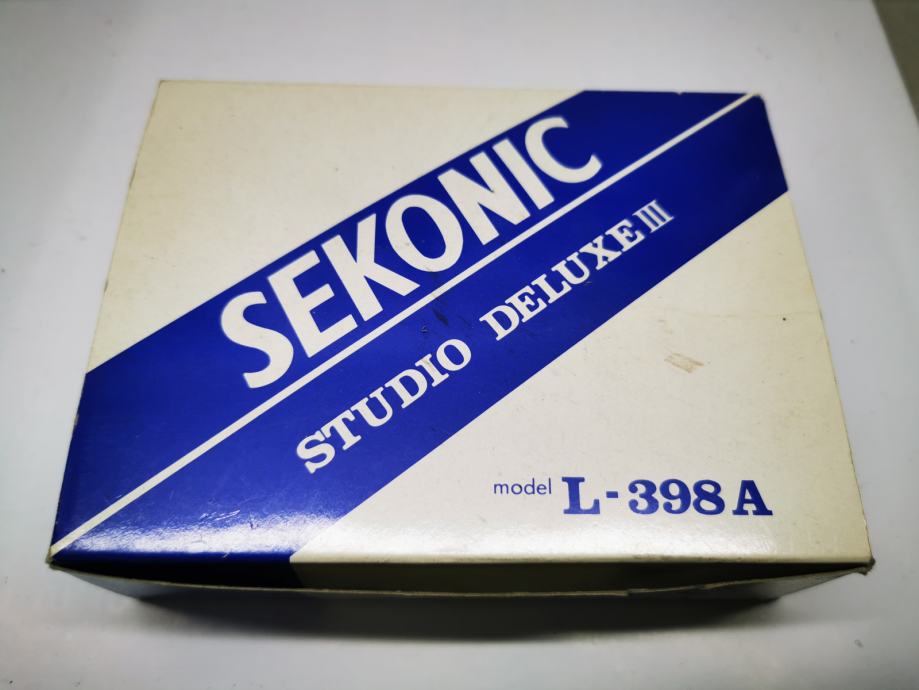 SEKONIC
STUDIO DELUXE III
model L-398A